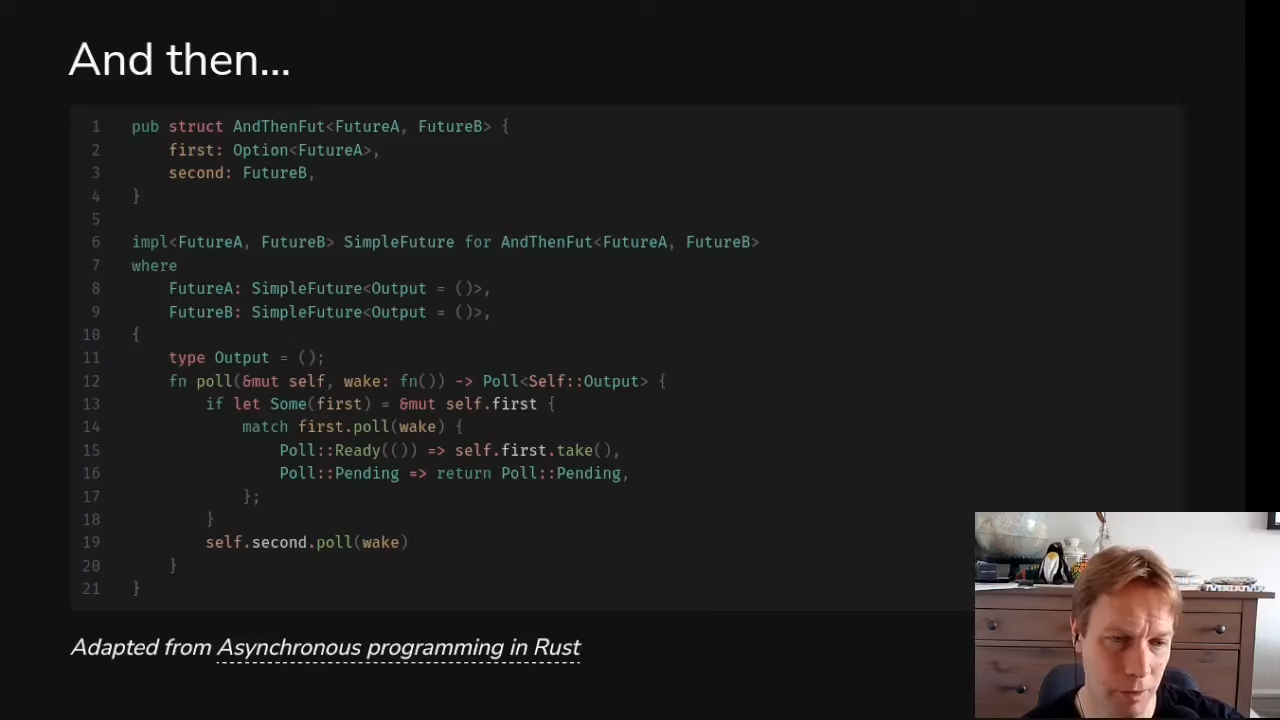 And then...
1 pub struct AndThenFut<FutureA, FutureB> {
2     first: Option<FutureA>,
3     second: FutureB,
4 }
5
6 impl<FutureA, FutureB> SimpleFuture for AndThenFut<FutureA, FutureB>
7 where
8     FutureA: SimpleFuture<Output = ()>,
9     FutureB: SimpleFuture<Output = ()>,
10 {
11     type Output = ();
12     fn poll(&mut self, wake: fn()) -> Poll<Self::Output> {
13         if let Some(first) = &mut self.first {
14             match first.poll(wake) {
15                 Poll::Ready(()) => self.first.take(),
16                 Poll::Pending => return Poll::Pending,
17             };
18         }
19         self.second.poll(wake)
20     }
21 }
Adapted from Asynchronous programming in Rust